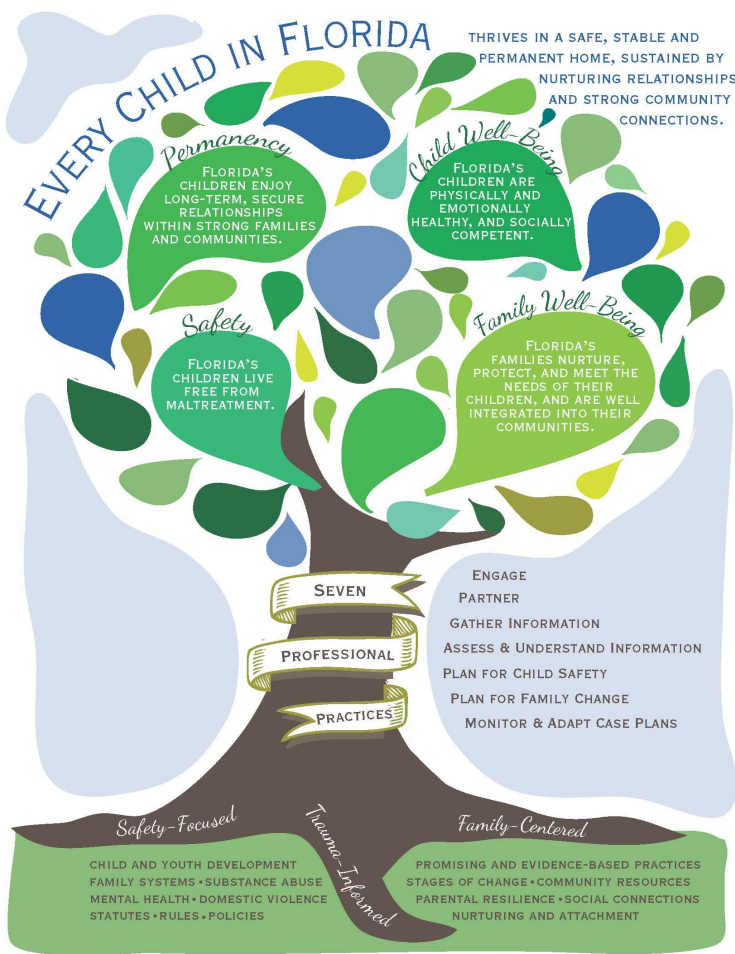 EVERY CHILD IN FLORIDA
THRIVES IN A SAFE, STABLE AND
PERMANENT HOME, SUSTAINED BY
NURTURING RELATIONSHIPS
AND STRONG COMMUNITY
CONNECTIONS.
Permanency
FLORIDA'S
CHILDREN ENJOY
LONG-TERM, SECURE
RELATIONSHIPS
WITHIN STRONG FAMILIES
AND COMMUNITIES.
Child Well-Being
FLORIDA'S
CHILDREN ARE
PHYSICALLY AND
EMOTIONALLY
HEALTHY, AND SOCIALLY
COMPETENT.
Safety
FLORIDA'S
CHILDREN LIVE
FREE FROM
MALTREATMENT.
Family Well-Being
FLORIDA'S
FAMILIES NURTURE,
PROTECT, AND MEET THE
NEEDS OF THEIR
CHILDREN, AND ARE WELL
INTEGRATED INTO THEIR
COMMUNITIES.
SEVEN
PROFESSIONAL
PRACTICES
ENGAGE
PARTNER
GATHER INFORMATION
ASSESS & UNDERSTAND INFORMATION
PLAN FOR CHILD SAFETY
PLAN FOR FAMILY CHANGE
MONITOR & ADAPT CASE PLANS
Safety-Focused
Trauma-Informed
Family-Centered
CHILD AND YOUTH DEVELOPMENT
FAMILY SYSTEMS • SUBSTANCE ABUSE
MENTAL HEALTH • DOMESTIC VIOLENCE
STATUTES • RULES • POLICIES
PROMISING AND EVIDENCE-BASED PRACTICES
STAGES OF CHANGE • COMMUNITY RESOURCES
PARENTAL RESILIENCE • SOCIAL CONNECTIONS
NURTURING AND ATTACHMENT